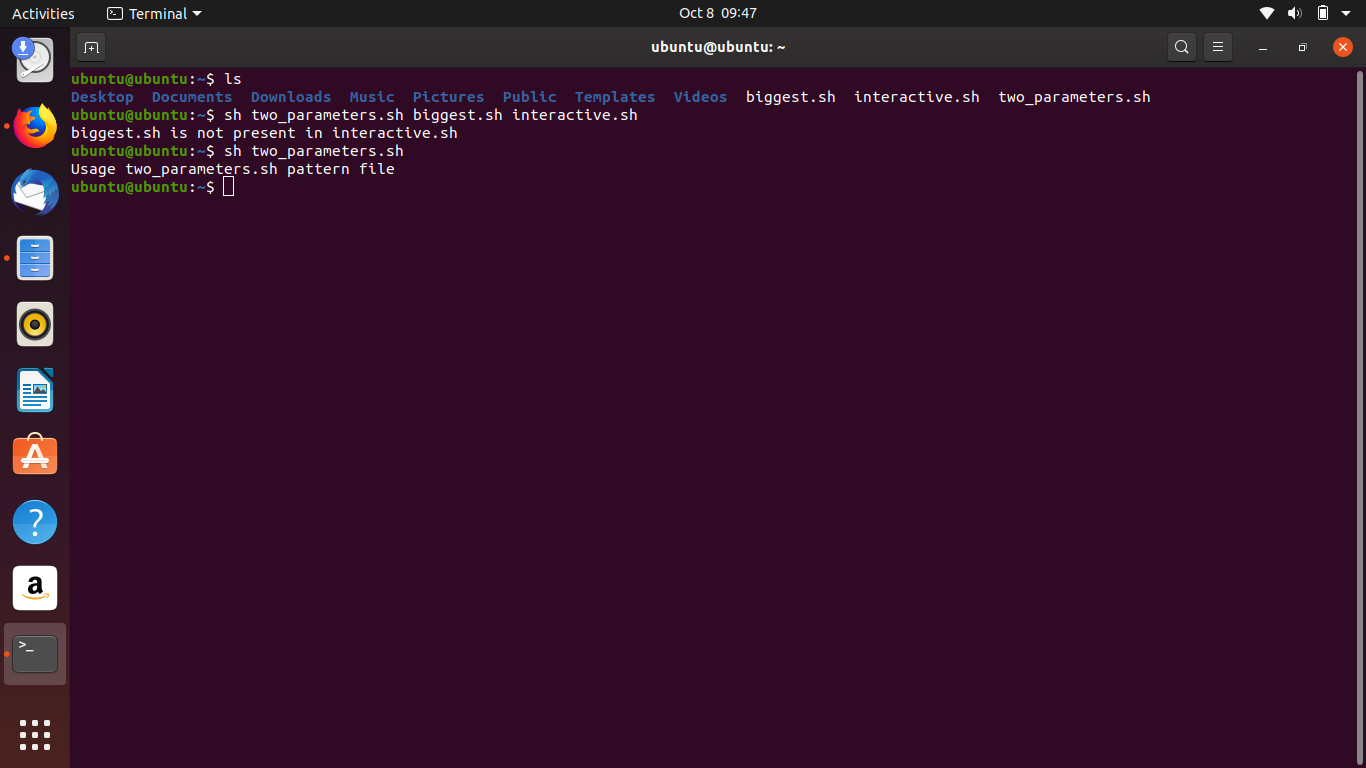 Activities Terminal Oct 8 09:47
ubuntu@ubuntu: ~
ubuntu@ubuntu:~$ ls
Desktop Documents Downloads Music Pictures Public Templates Videos biggest.sh interactive.sh two_parameters.sh
ubuntu@ubuntu:~$ sh two_parameters.sh biggest.sh interactive.sh
biggest.sh is not present in interactive.sh
ubuntu@ubuntu:~$ sh two_parameters.sh
Usage two_parameters.sh pattern file
ubuntu@ubuntu:~$